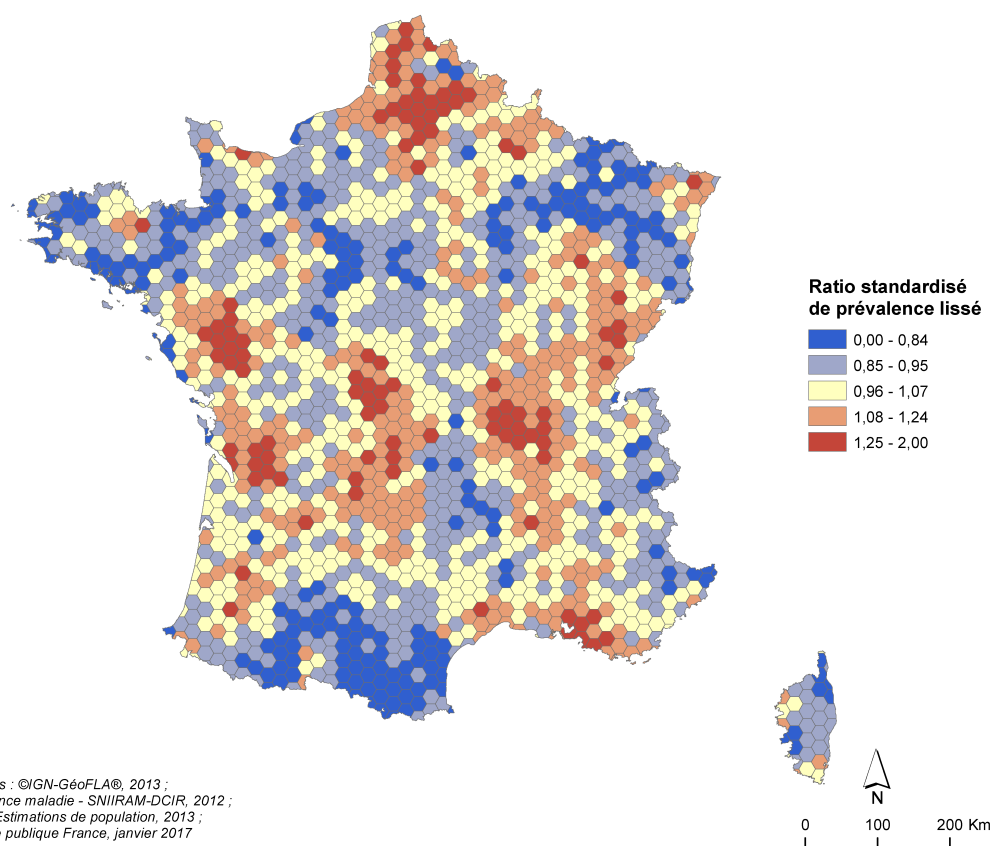 Ratio standardisé
de prévalence lissé
0,00 - 0,84
0,85 - 0,95
0,96 - 1,07
1,08 - 1,24
1,25 - 2,00
s : ©IGN-GéoFLA®, 2013 ;
nce maladie - SNIIRAM-DCIR, 2012 ;
Estimations de population, 2013 ;
publique France, janvier 2017
N
0 100 200 Km